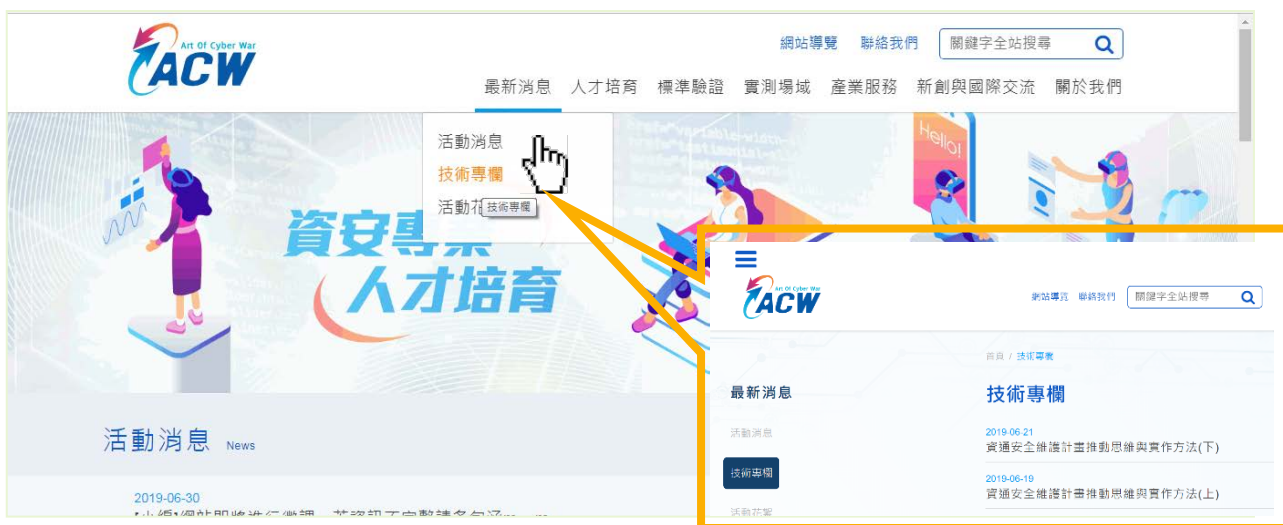 Art Of Cyber War
ACW
網站導覽 聯絡我們 關鍵字全站搜尋
最新消息 人才培育 標準驗證 實測場域 產業服務 新創與國際交流 關於我們
活動消息
技術專欄
活動花
技術專欄
Hello!
資安專業
人才培育
活動消息 News
2019-06-30
Art Of Cyber War
ACW
網站導覽 聯絡我們 關鍵字全站搜尋
首頁 / 技術專欄
最新消息
技術專欄
活動消息
2019-06-21
資通安全維護計畫推動思維與實作方法(下)
技術專欄
2019-06-19
資通安全維護計畫推動思維與實作方法(上)
活動花絮